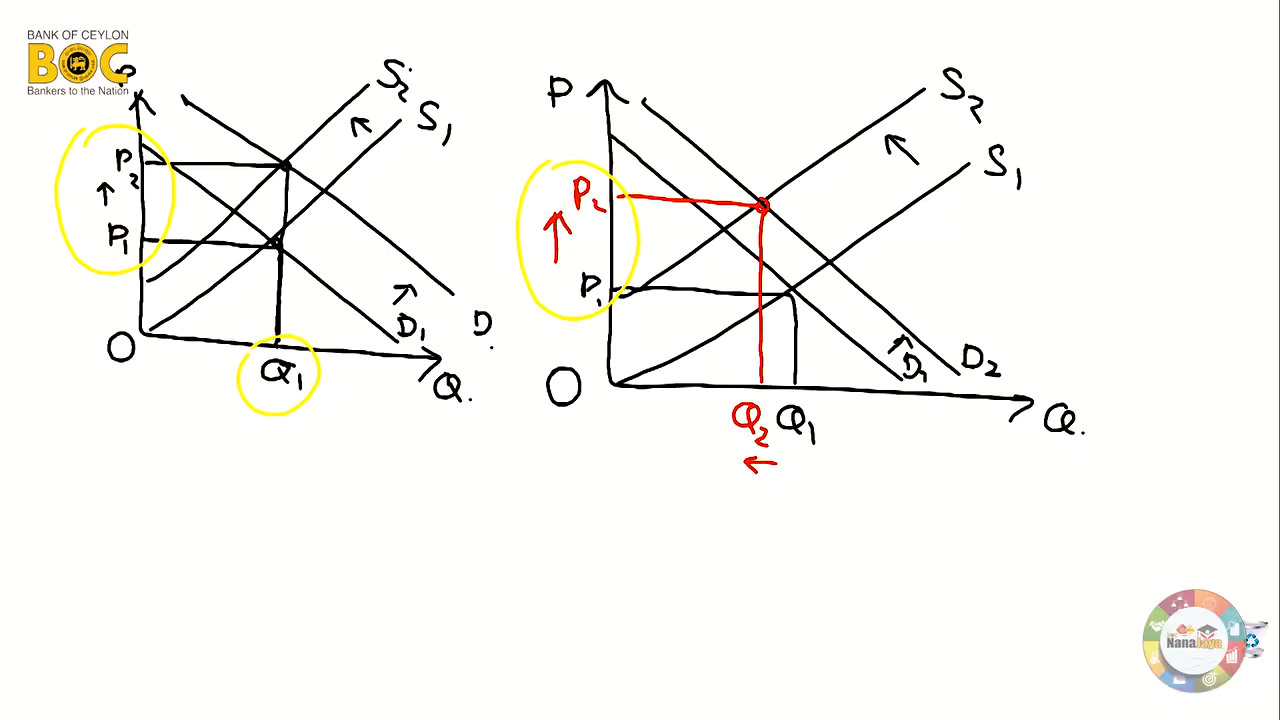 BANK OF CEYLON
BOC
Bankers to the Nation
P
S2
S1
P2
P1
O
D1
D.
Q1
Q.
P
S2
S1
P2
P1
O
D1
D2
Q2
Q1
Q.
NanaJaya